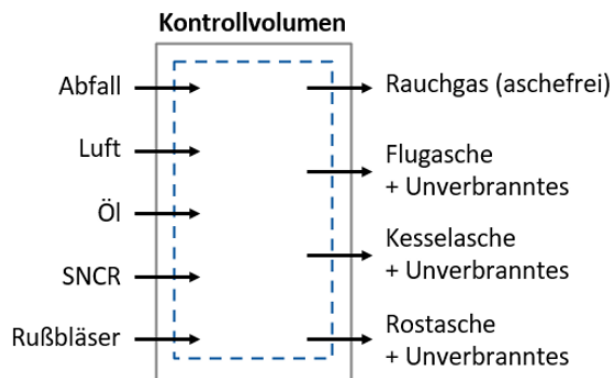 Kontrollvolumen
Abfall
Luft
Öl
SNCR
Rußbläser
Rauchgas (aschefrei)
Flugasche
+ Unverbranntes
Kesselasche
+ Unverbranntes
Rostasche
+ Unverbranntes